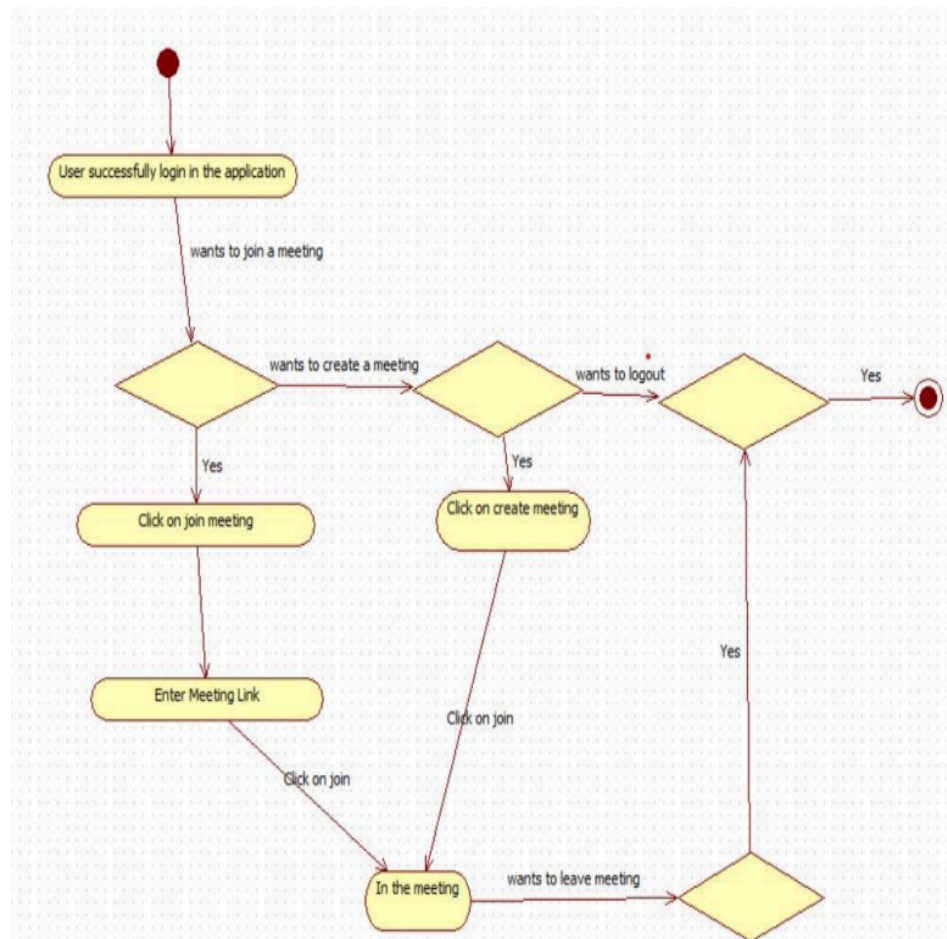 User successfully login in the application
wants to join a meeting
wants to create a meeting
wants to logout
Yes
Yes
Yes
Click on join meeting
Click on create meeting
Yes
Enter Meeting Link
Click on join
Click on join
In the meeting
wants to leave meeting